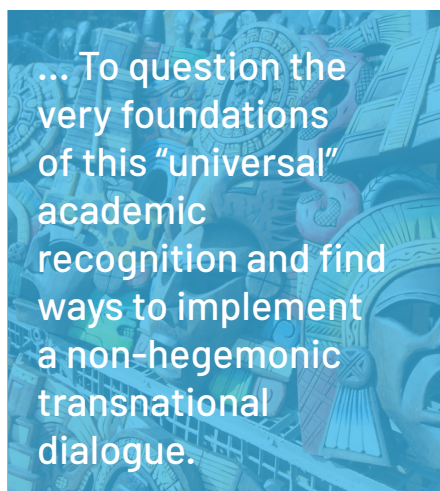 ... To question the
very foundations
of this “universal”
academic
recognition and find
ways to implement
a non-hegemonic
transnational
dialogue.